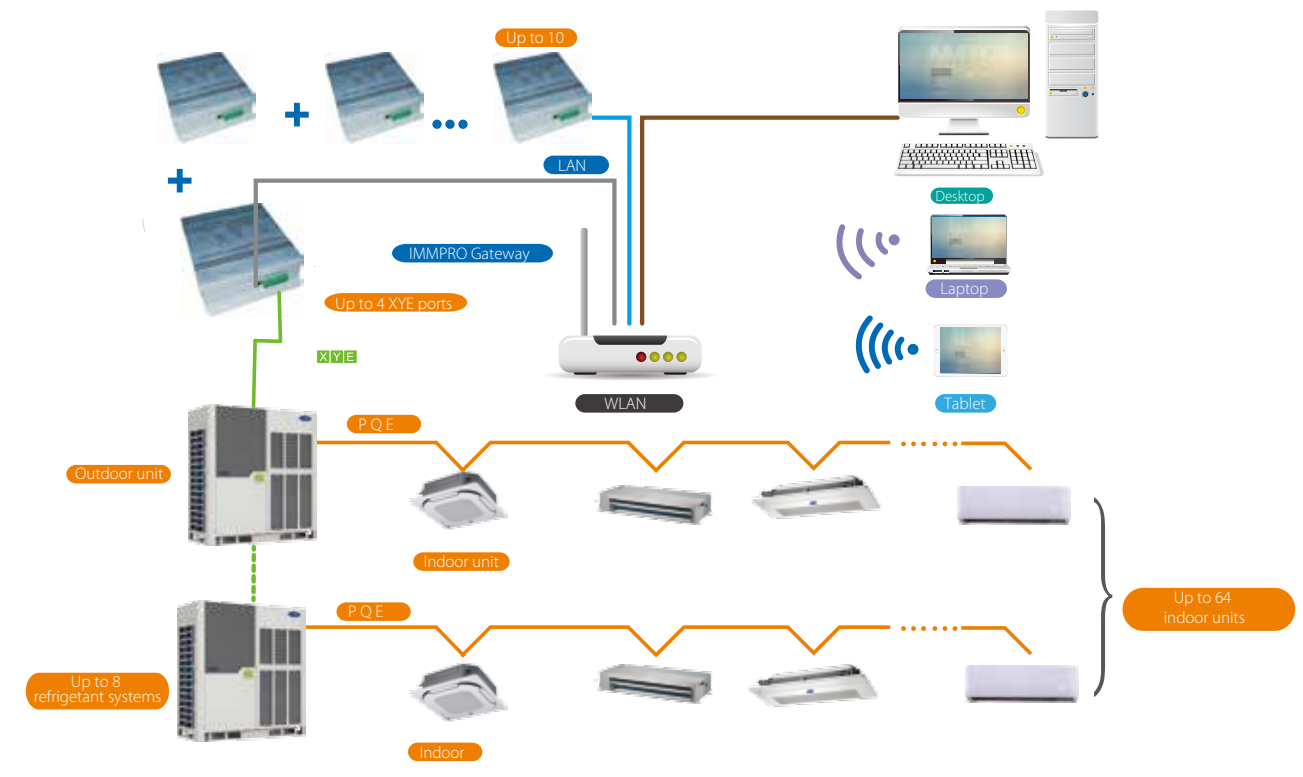 Up to 10
LAN
Desktop
IMMPRO Gateway
Laptop
Up to 4 XYE ports
X Y E
WLAN
Tablet
P Q E
Outdoor unit
Indoor unit
P Q E
Up to 64
indoor units
Up to 8
refrigetant systems
Indoor